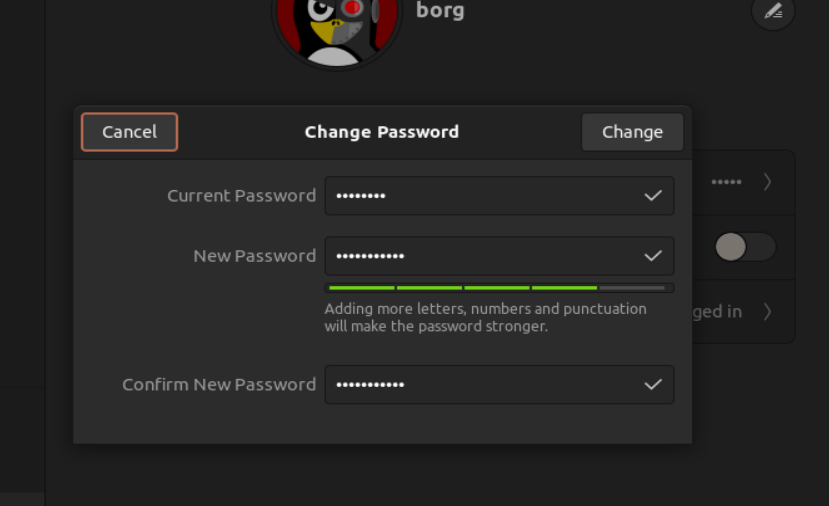 borg
Cancel
Change Password
Change
Current Password
••••••••
•••••
New Password
•••••••••••
Adding more letters, numbers and punctuation
will make the password stronger.
ged in
Confirm New Password
•••••••••••